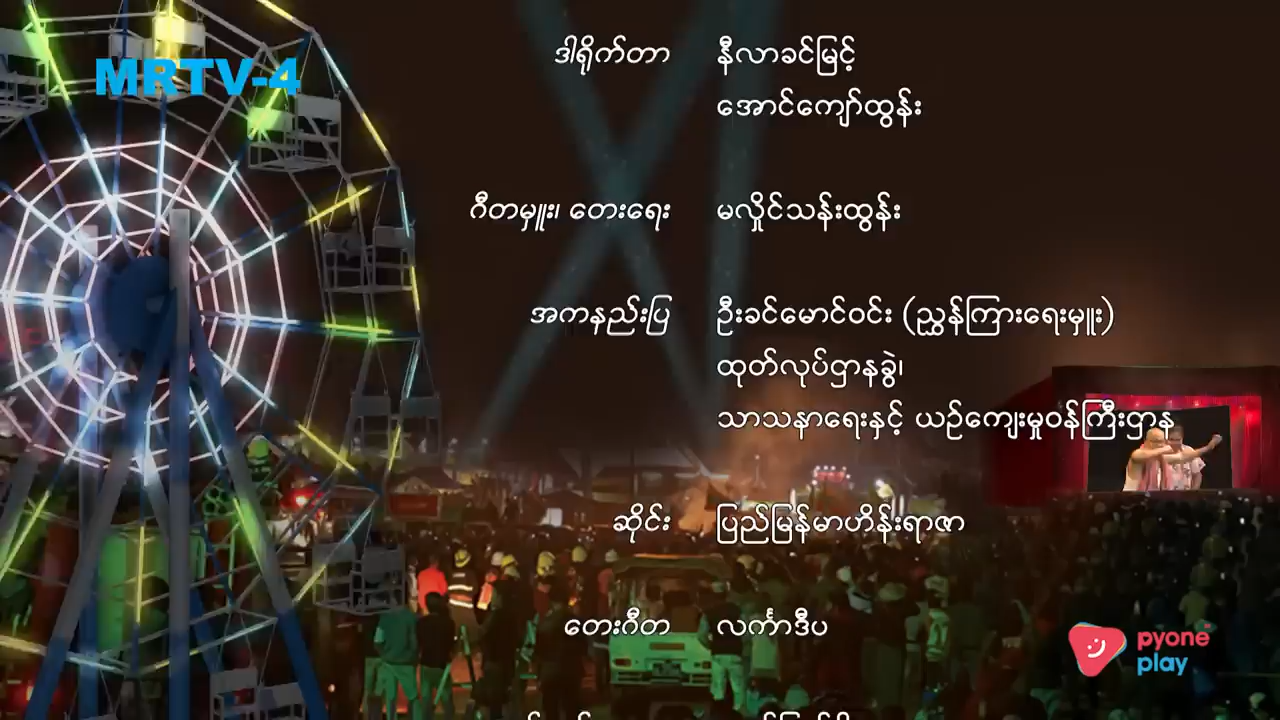 MRTV-4
ဒါရိုက်တာ နီလာခင်မြင့်
အောင်ကျော်ထွန်း
ဂီတမှူး၊ တေးရေး မလှိုင်သန်းထွန်း
အကနည်းပြ ဦးခင်မောင်ဝင်း (ညွှန်ကြားရေးမှူး)
ထုတ်လုပ်ဌာနခွဲ၊
သာသနာရေးနှင့် ယဉ်ကျေးမှုဝန်ကြီးဌာန
ဆိုင်း ပြည်မြန်မာဟိန်းရာဇာ
တေးဂီတ လင်္ကာဒီပ
pyone
play